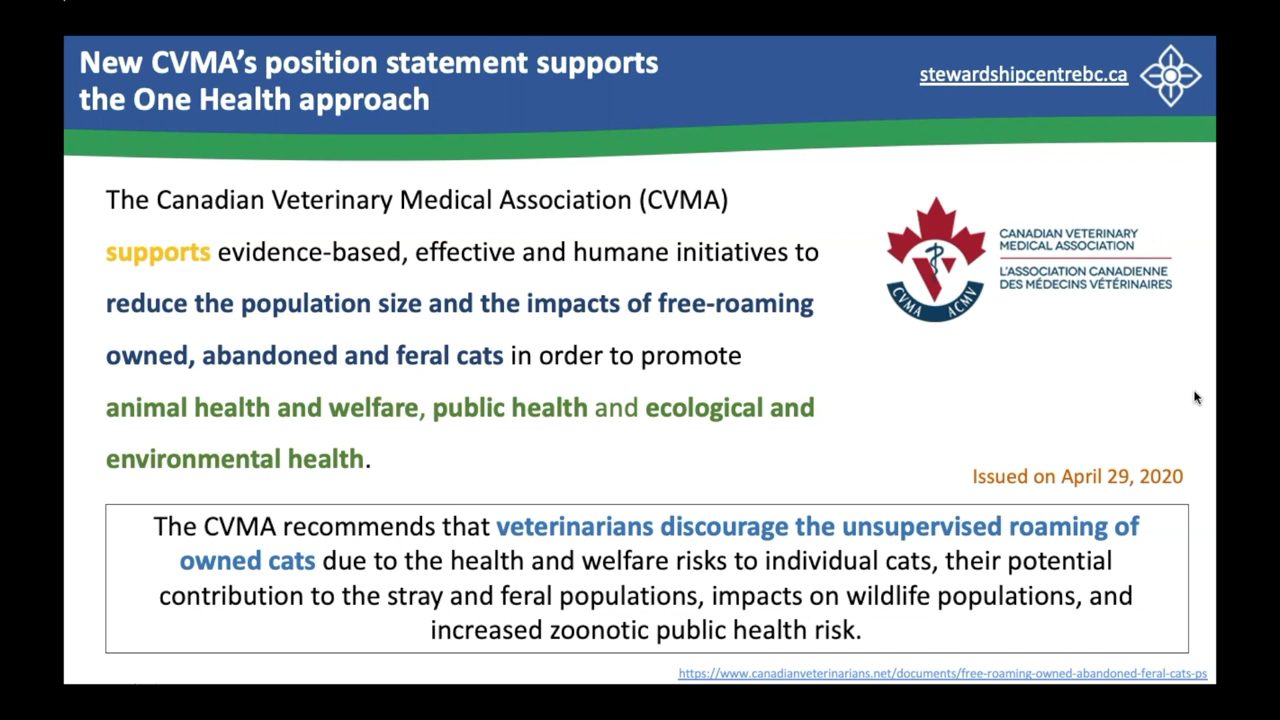 New CVMA's position statement supports
the One Health approach
stewardshipcentrebc.ca
The Canadian Veterinary Medical Association (CVMA)
supports evidence-based, effective and humane initiatives to
reduce the population size and the impacts of free-roaming
owned, abandoned and feral cats in order to promote
animal health and welfare, public health and ecological and
environmental health.
CANADIAN VETERINARY
MEDICAL ASSOCIATION
L'ASSOCIATION CANADIENNE
DES MÉDECINS VÉTÉRINAIRES
CVMA ACMV
Issued on April 29, 2020
The CVMA recommends that veterinarians discourage the unsupervised roaming of
owned cats due to the health and welfare risks to individual cats, their potential
contribution to the stray and feral populations, impacts on wildlife populations, and
increased zoonotic public health risk.
https://www.canadianveterinarians.net/documents/free-roaming-owned-abandoned-feral-cats-ps